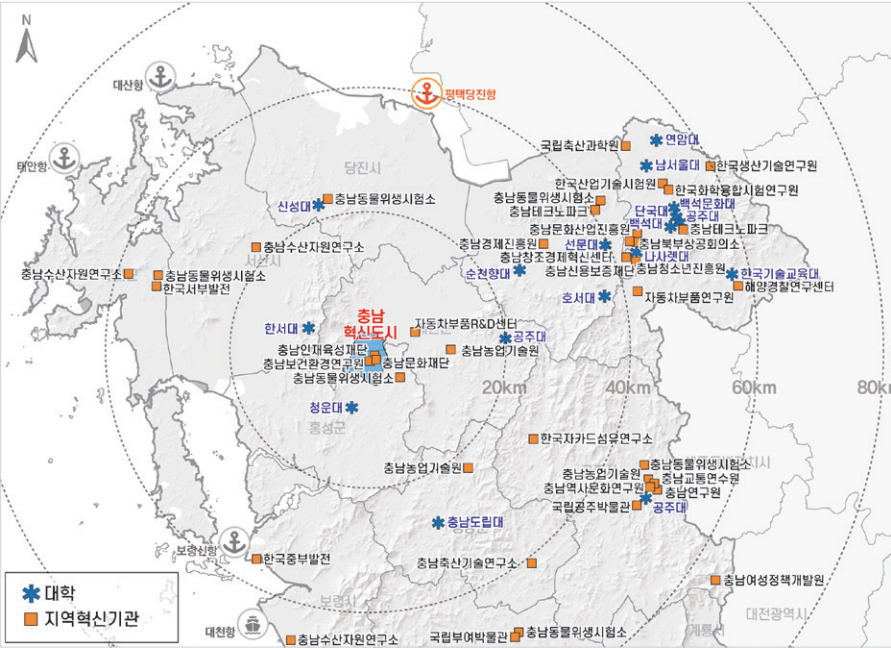 N
대산항
평택당진항
태안항
당진시
국립축산과학원
연암대
남서울대
한국생산기술연구원
한국산업기술시험원
한국화학융합시험연구원
신성대
충남동물위생시험소
충남동물위생시험소
충남테크노파크
단국대
백석문화대
공주대
백석대
충남테크노파크
충남문화산업진흥원
충남수산자원연구소
서산시
충남경제진흥원
선문대
충남북부상공회의소
충남창조경제혁신센터
나사렛대
충남신용보증재단
충남청소년진흥원
순천향대
한국기술교육대
충남수산자원연구소
충남동물위생시험소
한국서부발전
해양경찰연구센터
호서대
자동차부품연구원
충남
혁신도시
한서대
자동차부품R&D센터
공주대
충남인재육성재단
충남농업기술원
충남보건환경연구원
충남문화재단
충남동물위생시험소
20km
40km
60km
80km
청운대
홍성군
한국자카드섬유연구소
충남농업기술원
충남동물위생시험소
충남농업기술원
충남교통연수원
충남역사문화연구원
충남연구원
국립공주박물관
공주대
충남도립대
보령신항
한국중부발전
충남축산기술연구소
충남여성정책개발원
대학
지역혁신기관
보령시
대전광역시
계룡시
대천항
충남수산자원연구소
국립부여박물관
충남동물위생시험소